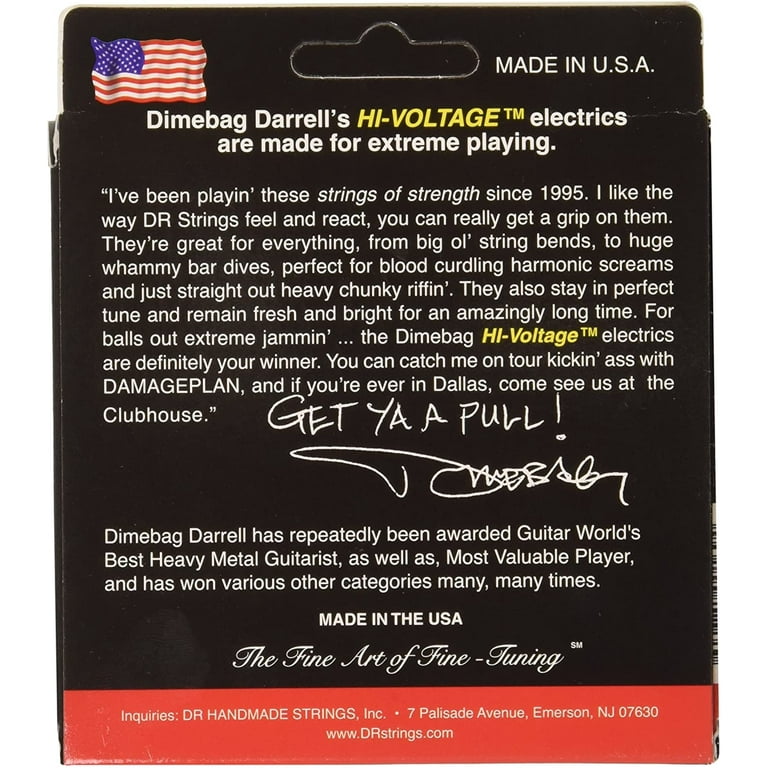 MADE IN U.S.A.
Dimebag Darrell's HI-VOLTAGE™ electrics
are made for extreme playing.
“I've been playin' these strings of strength since 1995. I like the
way DR Strings feel and react, you can really get a grip on them.
They're great for everything, from big ol' string bends, to huge
whammy bar dives, perfect for blood curdling harmonic screams
and just straight out heavy chunky riffin'. They also stay in perfect
tune and remain fresh and bright for an amazingly long time. For
balls out extreme jammin' ... the Dimebag HI-Voltage™ electrics
are definitely your winner. You can catch me on tour kickin' ass with
DAMAGEPLAN, and if you're ever in Dallas, come see us at the
Clubhouse.”
GET YA A PULL!
Dimebag
Dimebag Darrell has repeatedly been awarded Guitar World's
Best Heavy Metal Guitarist, as well as, Most Valuable Player,
and has won various other categories many, many times.
MADE IN THE USA
The Fine Art of Fine-Tuning ℠
Inquiries: DR HANDMADE STRINGS, Inc. • 7 Palisade Avenue, Emerson, NJ 07630
www.DRstrings.com